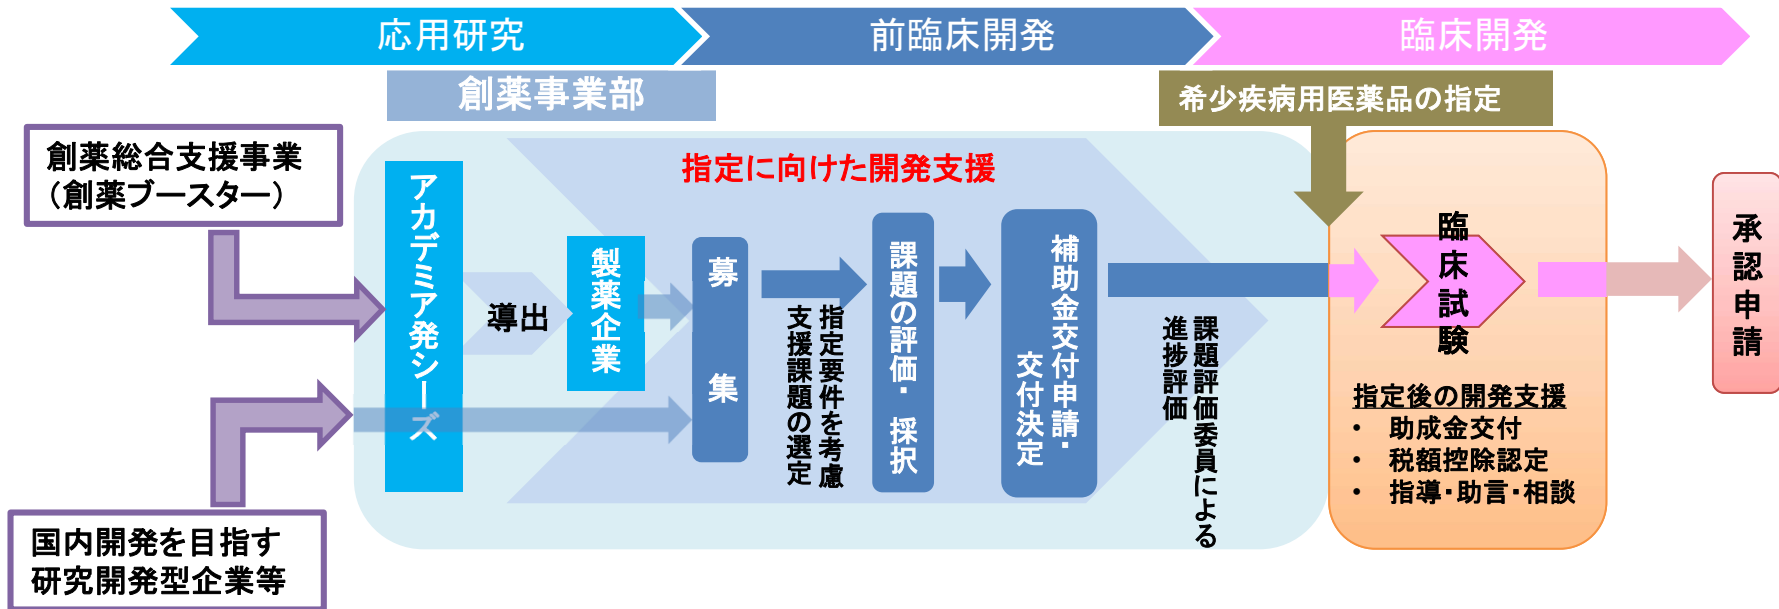 応用研究
前臨床開発
臨床開発
創薬事業部
希少疾病用医薬品の指定
創薬総合支援事業
（創薬ブースター）
指定に向けた開発支援
アカデミア発シーズ
導出
製薬企業
募集
指定要件を考慮
支援課題の選定
課題の評価・採択
補助金交付申請・
交付決定
課題評価委員による
進捗評価
臨床試験
指定後の開発支援
• 助成金交付
• 税額控除認定
• 指導・助言・相談
承認申請
国内開発を目指す
研究開発型企業等